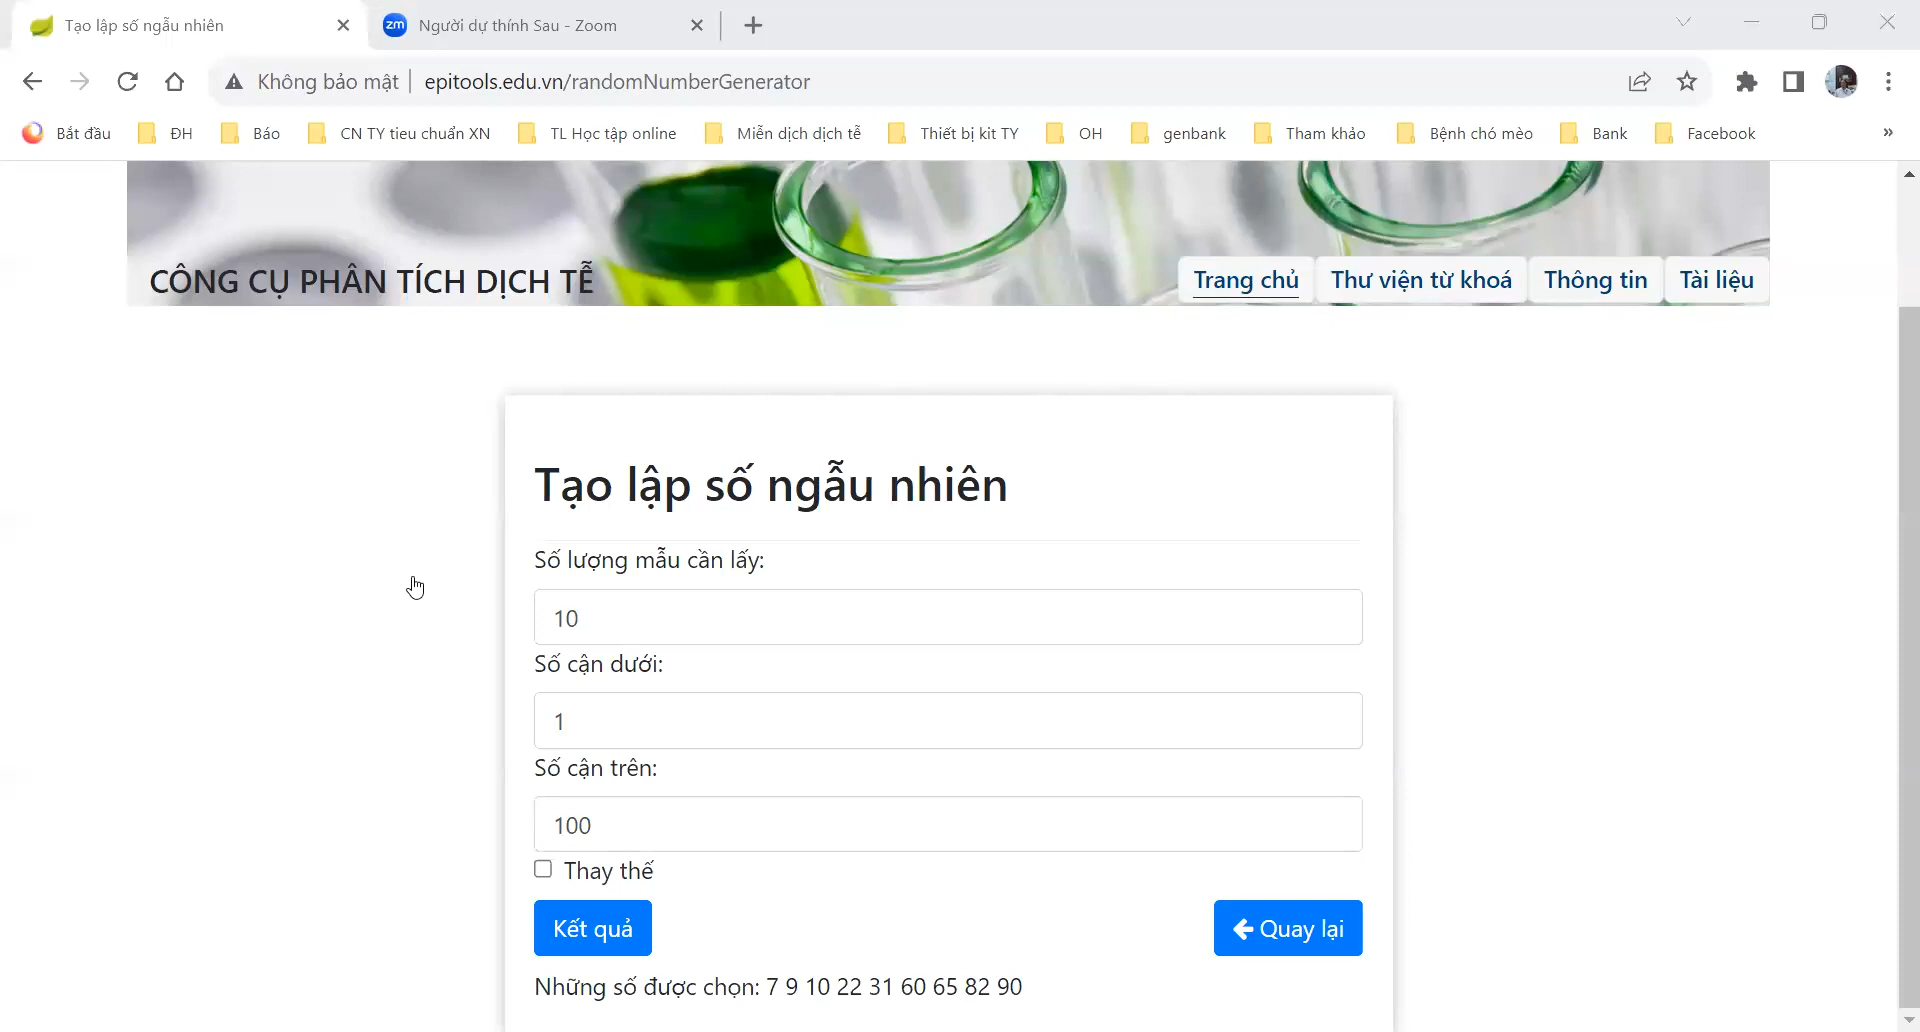 Tạo lập số ngẫu nhiên
zm Người dự thính Sau - Zoom
Không bảo mật | epitools.edu.vn/randomNumberGenerator
Bắt đầu ĐH Báo CN TY tieu chuẩn XN TL Học tập online Miễn dịch dịch tễ Thiết bị kit TY OH genbank Tham khảo Bệnh chó mèo Bank Facebook »
CÔNG CỤ PHÂN TÍCH DỊCH TỄ
Trang chủ Thư viện từ khoá Thông tin Tài liệu
Tạo lập số ngẫu nhiên
Số lượng mẫu cần lấy:
10
Số cận dưới:
1
Số cận trên:
100
Thay thế
Kết quả Quay lại
Những số được chọn: 7 9 10 22 31 60 65 82 90